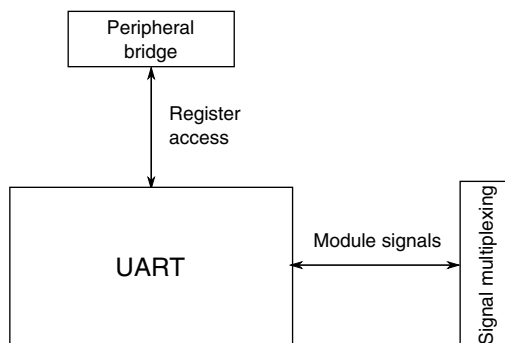 Peripheral
bridge
Register
access
UART
Module signals
Signal multiplexing